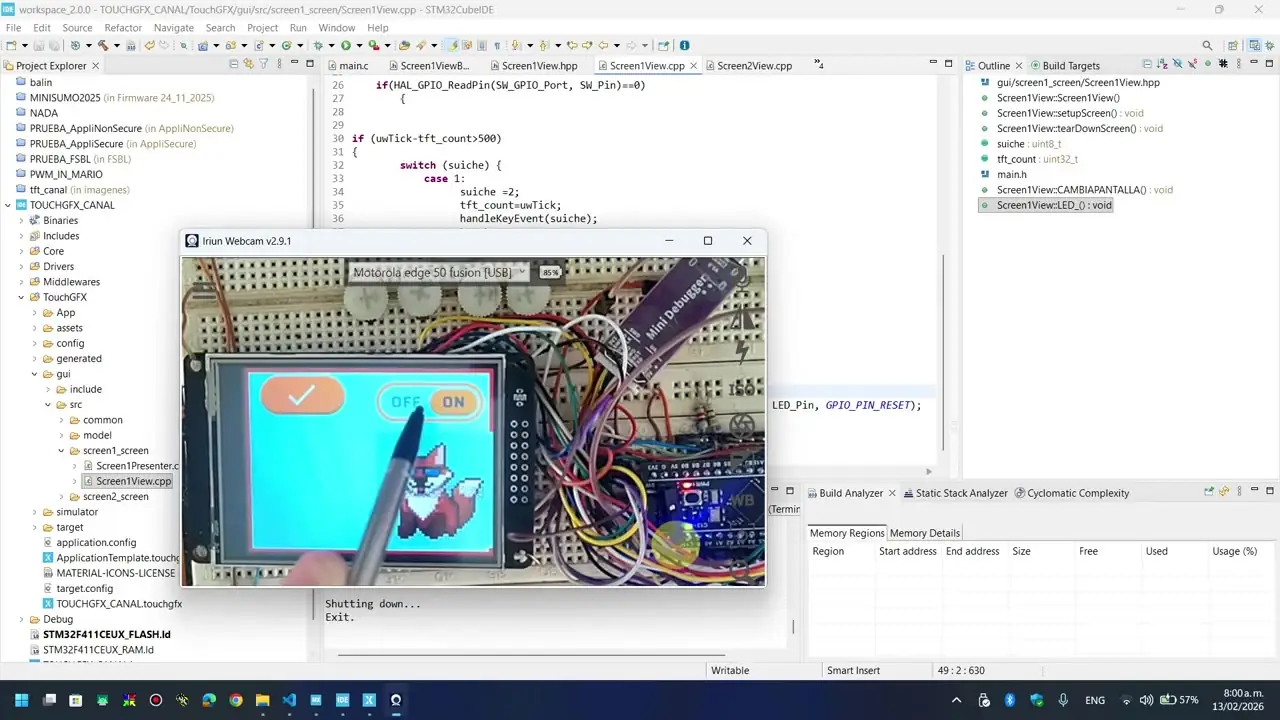 workspace_2.0.0 - TOUCHGFX_CANAL/TouchGFX/gui/src/screen1_screen/Screen1View.cpp - STM32CubeIDE
File Edit Source Refactor Navigate Search Project Run Window Help
Project Explorer
balin
MINISUMO2025 (in Firmware 24_11_2025)
NADA
PRUEBA_AppliNonSecure (in AppliNonSecure)
PRUEBA_AppliSecure (in AppliSecure)
PRUEBA_FSBL (in FSBL)
PWM_IN_MARIO
tft_canal (in imagenes)
TOUCHGFX_CANAL
Binaries
Includes
Core
Drivers
Middlewares
TouchGFX
App
assets
config
generated
gui
include
src
common
model
screen1_screen
Screen1Presenter.c
Screen1View.cpp
screen2_screen
simulator
target
application.config
ApplicationTemplate.touchg
MATERIAL-ICONS-LICENSE
target.config
TOUCHGFX_CANAL.touchgfx
Debug
STM32F411CEUX_FLASH.ld
STM32F411CEUX_RAM.ld
main.c
Screen1ViewB...
Screen1View.hpp
Screen1View.cpp
Screen2View.cpp
4
26 if(HAL_GPIO_ReadPin(SW_GPIO_Port, SW_Pin)==0)
27 {
28
29
30 if (uwTick-tft_count>500)
31 {
32 switch (suiche) {
33 case 1:
34 suiche =2;
35 tft_count=uwTick;
36 handleKeyEvent(suiche);
LED_Pin, GPIO_PIN_RESET);
Iriun Webcam v2.9.1
Motorola edge 50 fusion [USB]
85%
Mini Debugger
OFF ON
ISO
WB
(Termin
Shutting down...
Exit.
Outline
Build Targets
gui/screen1_screen/Screen1View.hpp
Screen1View::Screen1View()
Screen1View::setupScreen() : void
Screen1View::tearDownScreen() : void
suiche : uint8_t
tft_count : uint32_t
main.h
Screen1View::CAMBIAPANTALLA() : void
Screen1View::LED_() : void
Build Analyzer
Static Stack Analyzer
Cyclomatic Complexity
Memory Regions Memory Details
Region Start address End address Size Free Used Usage (%)
Writable Smart Insert 49 : 2 : 630
ENG
57%
8:00 a. m.
13/02/2026